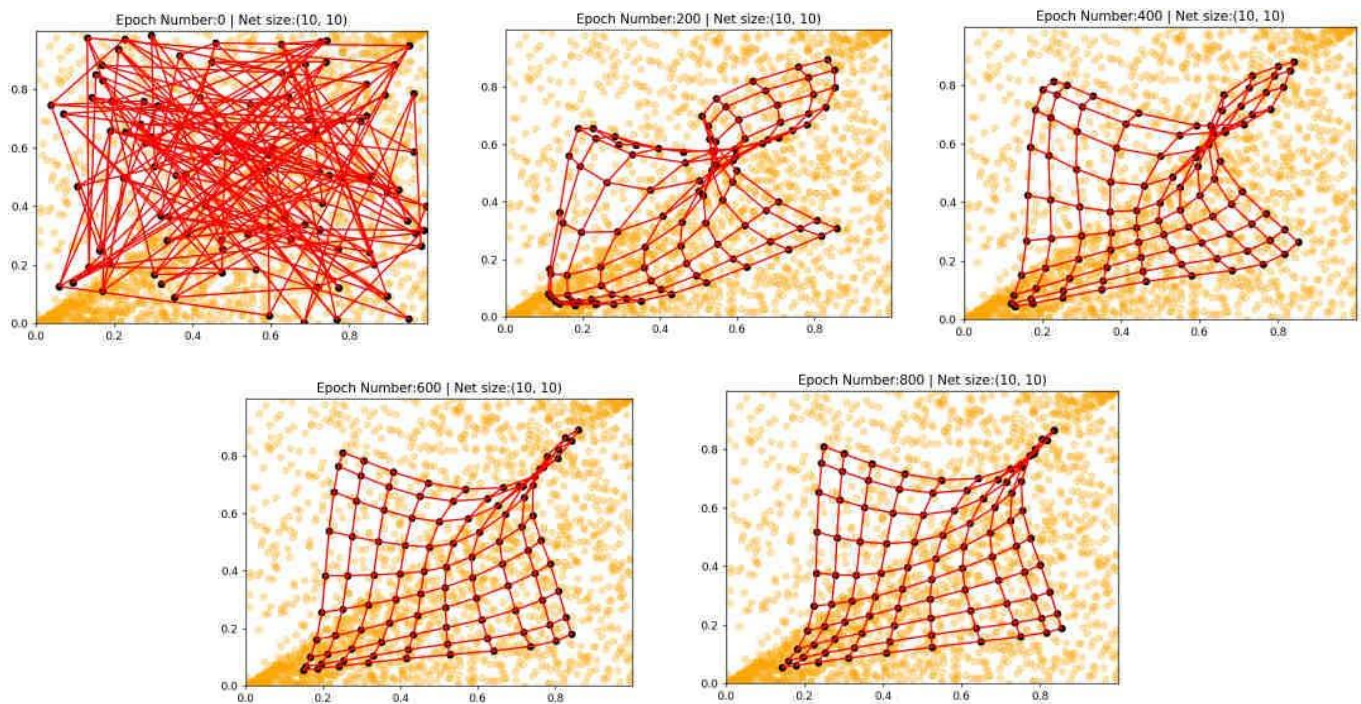 Epoch Number:0 | Net size:(10, 10)
0.8
0.6
0.4
0.2
0.0
0.0 0.2 0.4 0.6 0.8
Epoch Number:200 | Net size:(10, 10)
0.8
0.6
0.4
0.2
0.0
0.0 0.2 0.4 0.6 0.8
Epoch Number:400 | Net size:(10, 10)
0.8
0.6
0.4
0.2
0.0
0.0 0.2 0.4 0.6 0.8
Epoch Number:600 | Net size:(10, 10)
0.8
0.6
0.4
0.2
0.0
0.0 0.2 0.4 0.6 0.8
Epoch Number:800 | Net size:(10, 10)
0.8
0.6
0.4
0.2
0.0
0.0 0.2 0.4 0.6 0.8